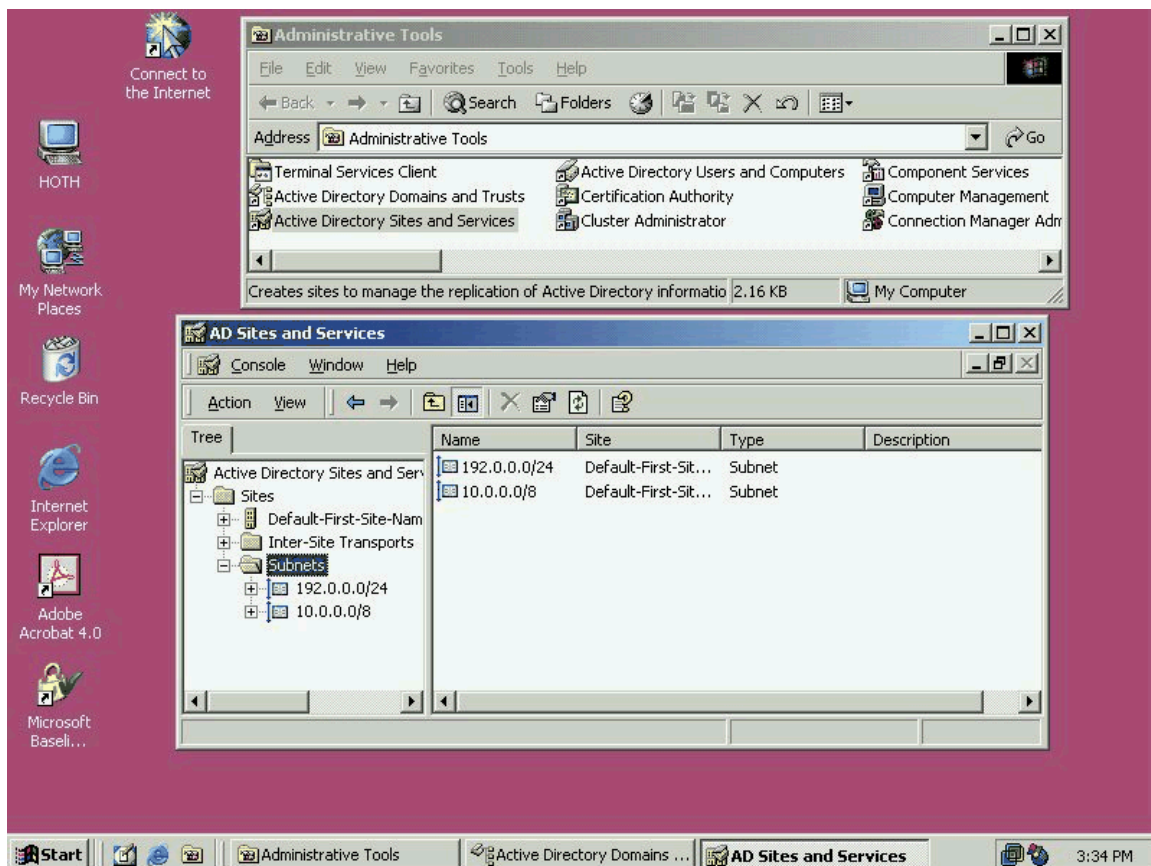 Connect to
the Internet
HOTH
My Network
Places
Recycle Bin
Internet
Explorer
Adobe
Acrobat 4.0
Microsoft
Baseli...
Administrative Tools
File Edit View Favorites Tools Help
Back Search Folders
Address Administrative Tools Go
Terminal Services Client Active Directory Users and Computers Component Services
Active Directory Domains and Trusts Certification Authority Computer Management
Active Directory Sites and Services Cluster Administrator Connection Manager Adm
Creates sites to manage the replication of Active Directory informatio 2.16 KB My Computer
AD Sites and Services
Console Window Help
Action View
Tree
Active Directory Sites and Serv
Sites
Default-First-Site-Nam
Inter-Site Transports
Subnets
192.0.0.0/24
10.0.0.0/8
Name Site Type Description
192.0.0.0/24 Default-First-Sit... Subnet
10.0.0.0/8 Default-First-Sit... Subnet
Start Administrative Tools Active Directory Domains ... AD Sites and Services 3:34 PM